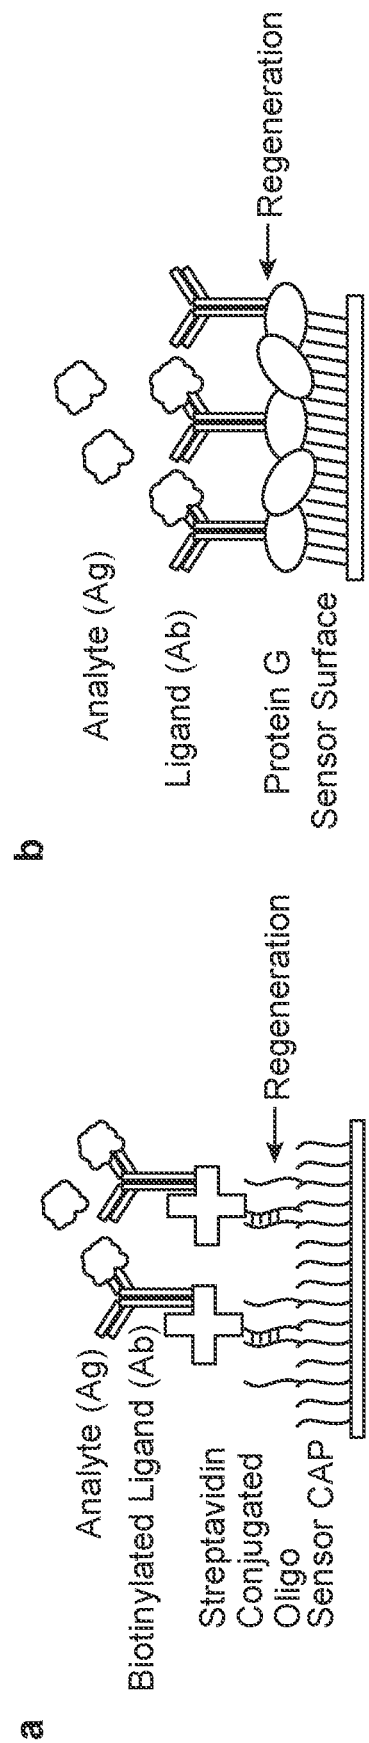 a
Analyte (Ag)
Biotinylated Ligand (Ab)
Streptavidin
Conjugated
Oligo
Sensor CAP
Regeneration
b
Analyte (Ag)
Ligand (Ab)
Protein G
Sensor Surface
Regeneration